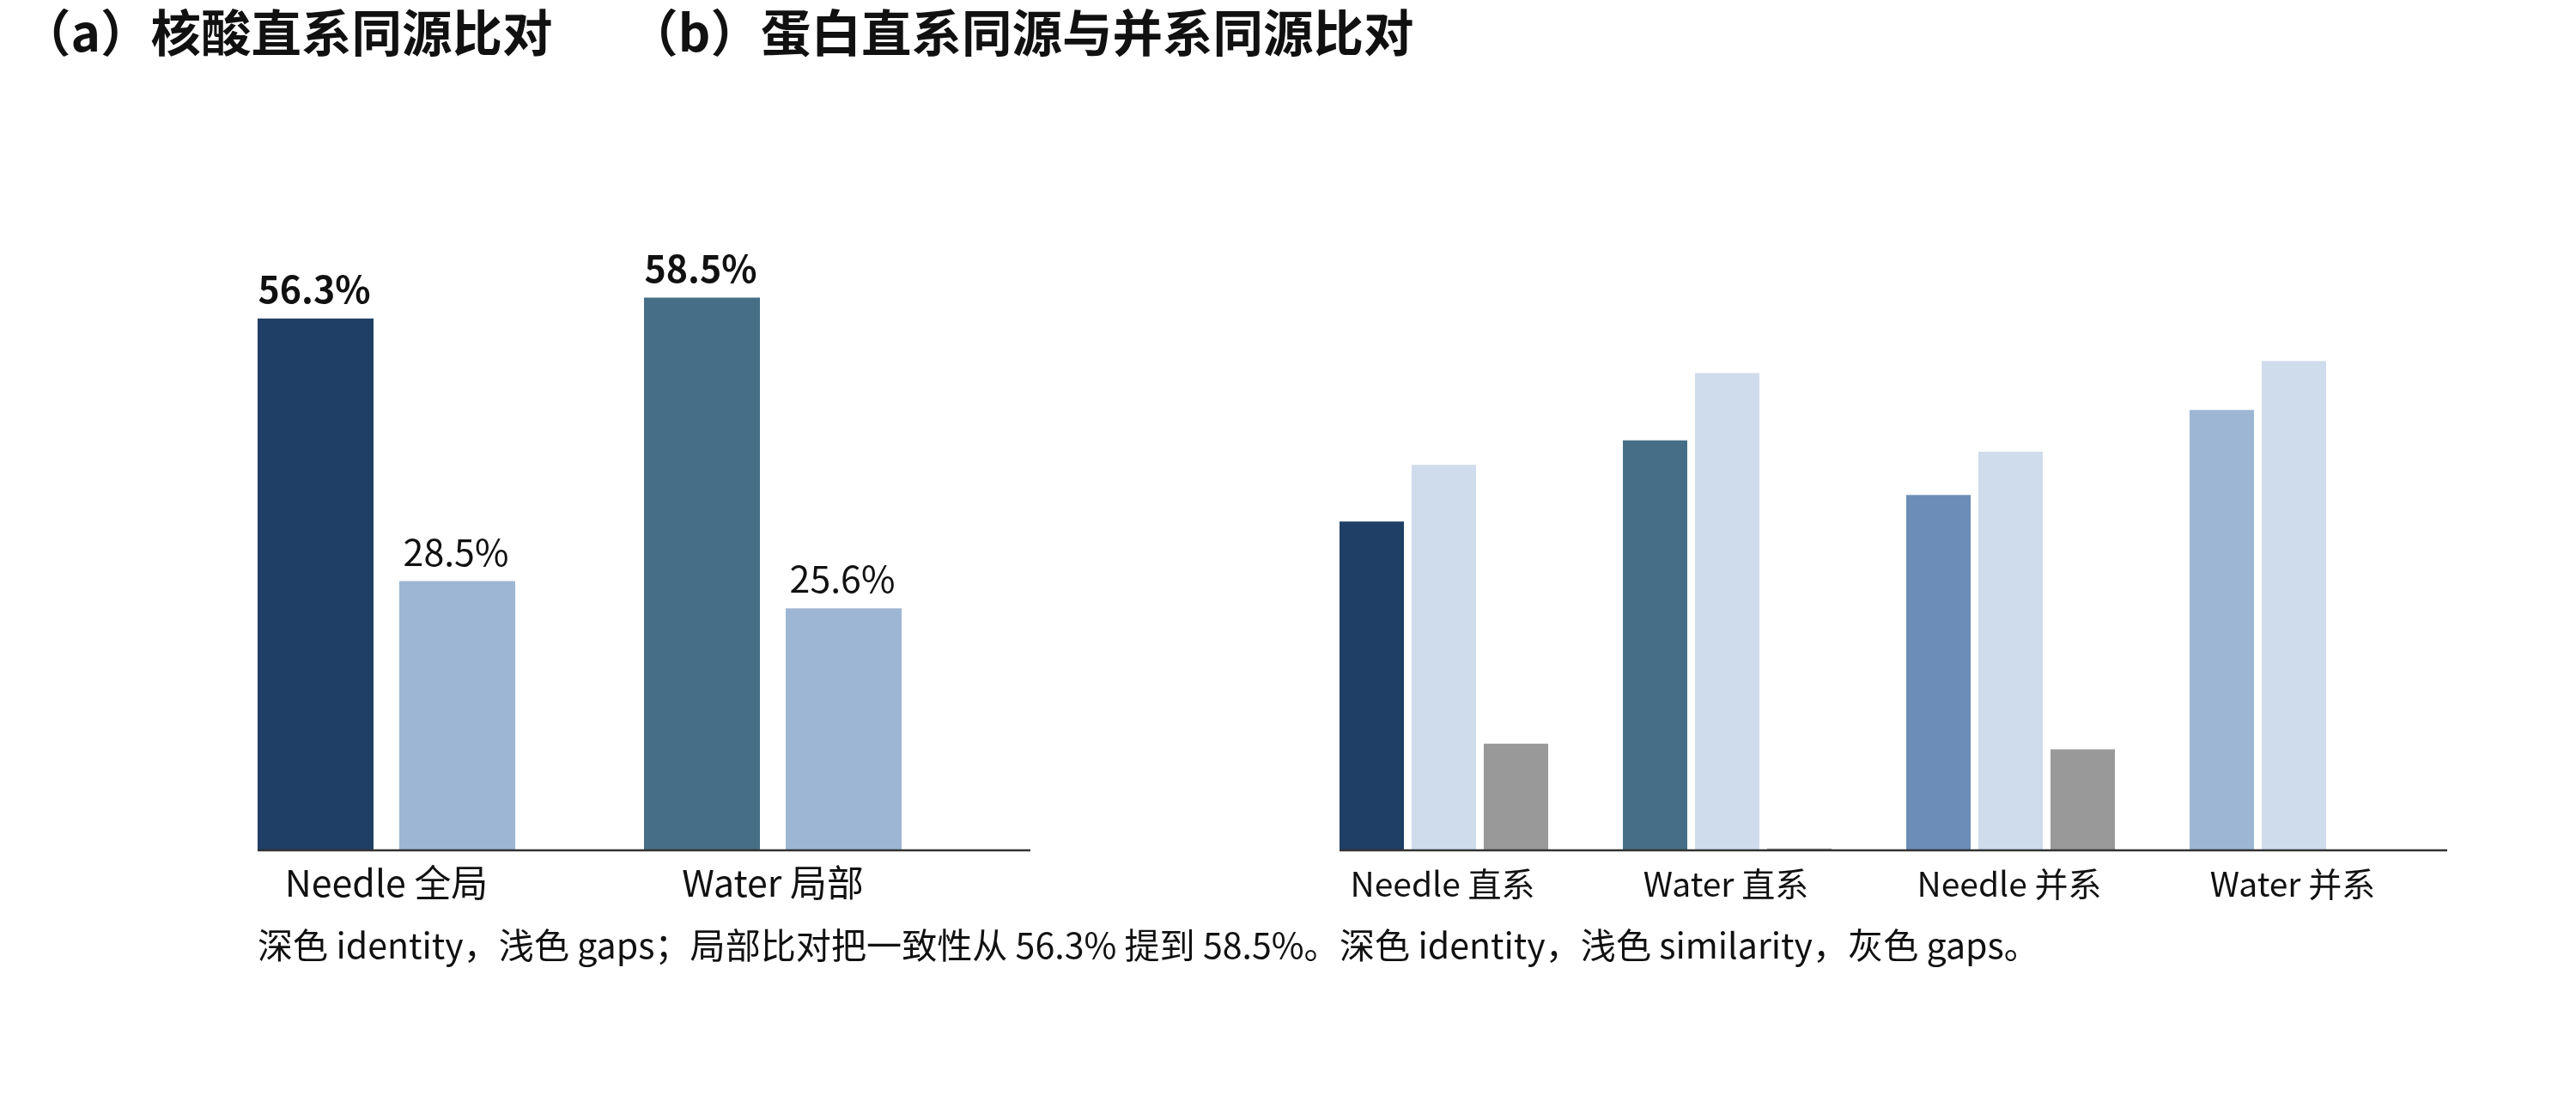 （a）核酸直系同源比对
（b）蛋白直系同源与并系同源比对
56.3%
28.5%
58.5%
25.6%
Needle 全局
Water 局部
Needle 直系
Water 直系
Needle 并系
Water 并系
深色 identity，浅色 gaps；局部比对把一致性从 56.3% 提到 58.5%。
深色 identity，浅色 similarity，灰色 gaps。